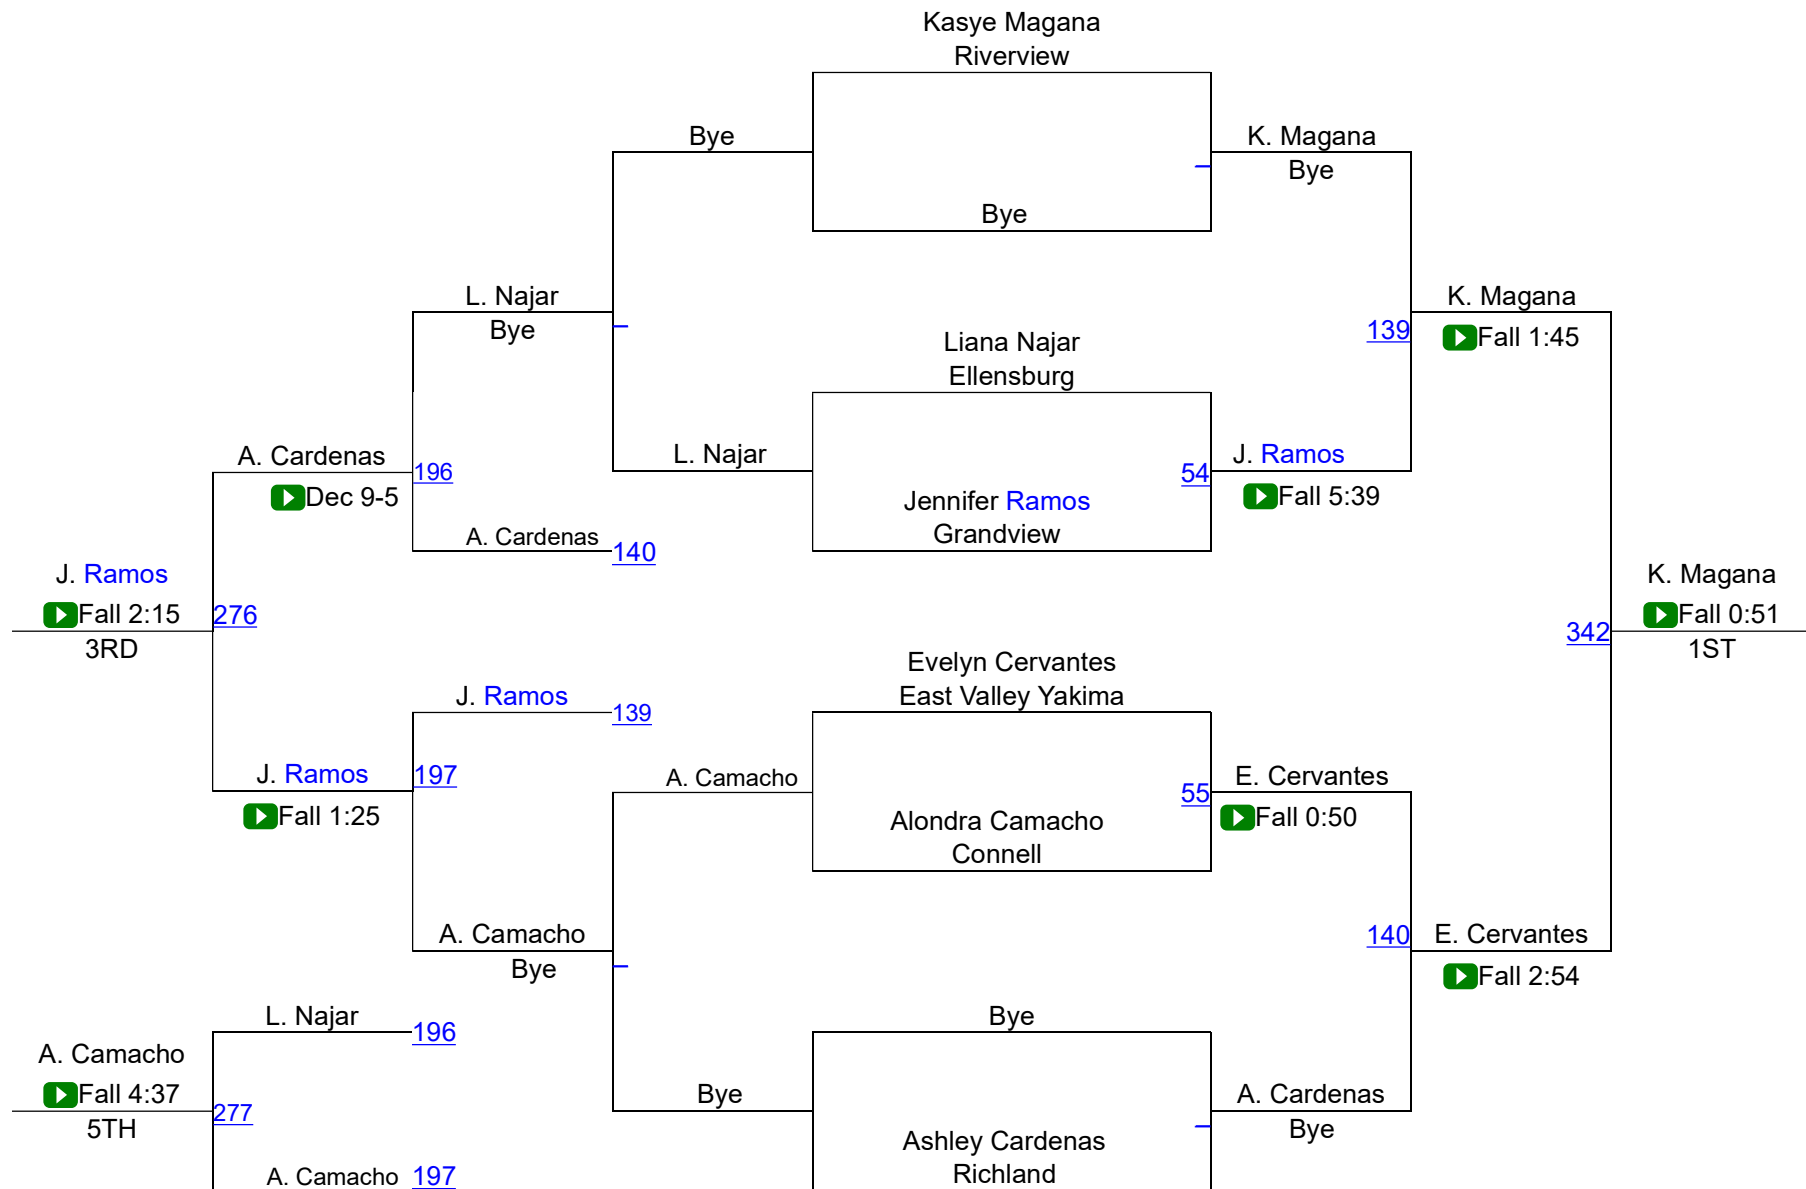 Kasye Magana
Riverview
Bye
K. Magana
Bye
Bye
L. Najar
Bye
K. Magana
139
Fall 1:45
Liana Najar
Ellensburg
A. Cardenas
196
Dec 9-5
L. Najar
54
J. Ramos
Fall 5:39
Jennifer Ramos
Grandview
A. Cardenas
140
J. Ramos
Fall 2:15
276
3RD
K. Magana
Fall 0:51
342
1ST
Evelyn Cervantes
East Valley Yakima
J. Ramos
139
J. Ramos
197
Fall 1:25
A. Camacho
55
E. Cervantes
Fall 0:50
Alondra Camacho
Connell
A. Camacho
Bye
140
E. Cervantes
Fall 2:54
L. Najar
196
Bye
A. Camacho
Fall 4:37
277
5TH
Bye
A. Cardenas
Bye
Ashley Cardenas
Richland
A. Camacho
197